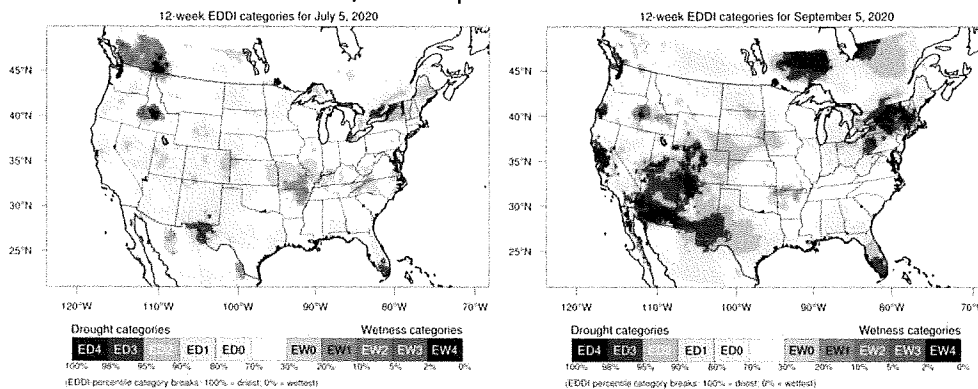 12-week EDDI categories for July 5, 2020
45°N
40°N
35°N
30°N
25°N
120°W 110°W 100°W 90°W 80°W 70°W
Drought categories Wetness categories
ED4 ED3 ED1 ED0 EW0 EW1 EW2 EW3 EW4
100% 98% 95% 90% 80% 70% 30% 20% 10% 5% 2% 0%
(EDDI percentile category breaks: 100% = driest; 0% = wettest)
12-week EDDI categories for September 5, 2020
45°N
40°N
35°N
30°N
25°N
120°W 110°W 100°W 90°W 80°W 70°W
Drought categories Wetness categories
ED4 ED3 ED1 ED0 EW0 EW1 EW2 EW3 EW4
100% 98% 95% 90% 80% 70% 30% 20% 10% 5% 2% 0%
(EDDI percentile category breaks: 100% = driest; 0% = wettest)